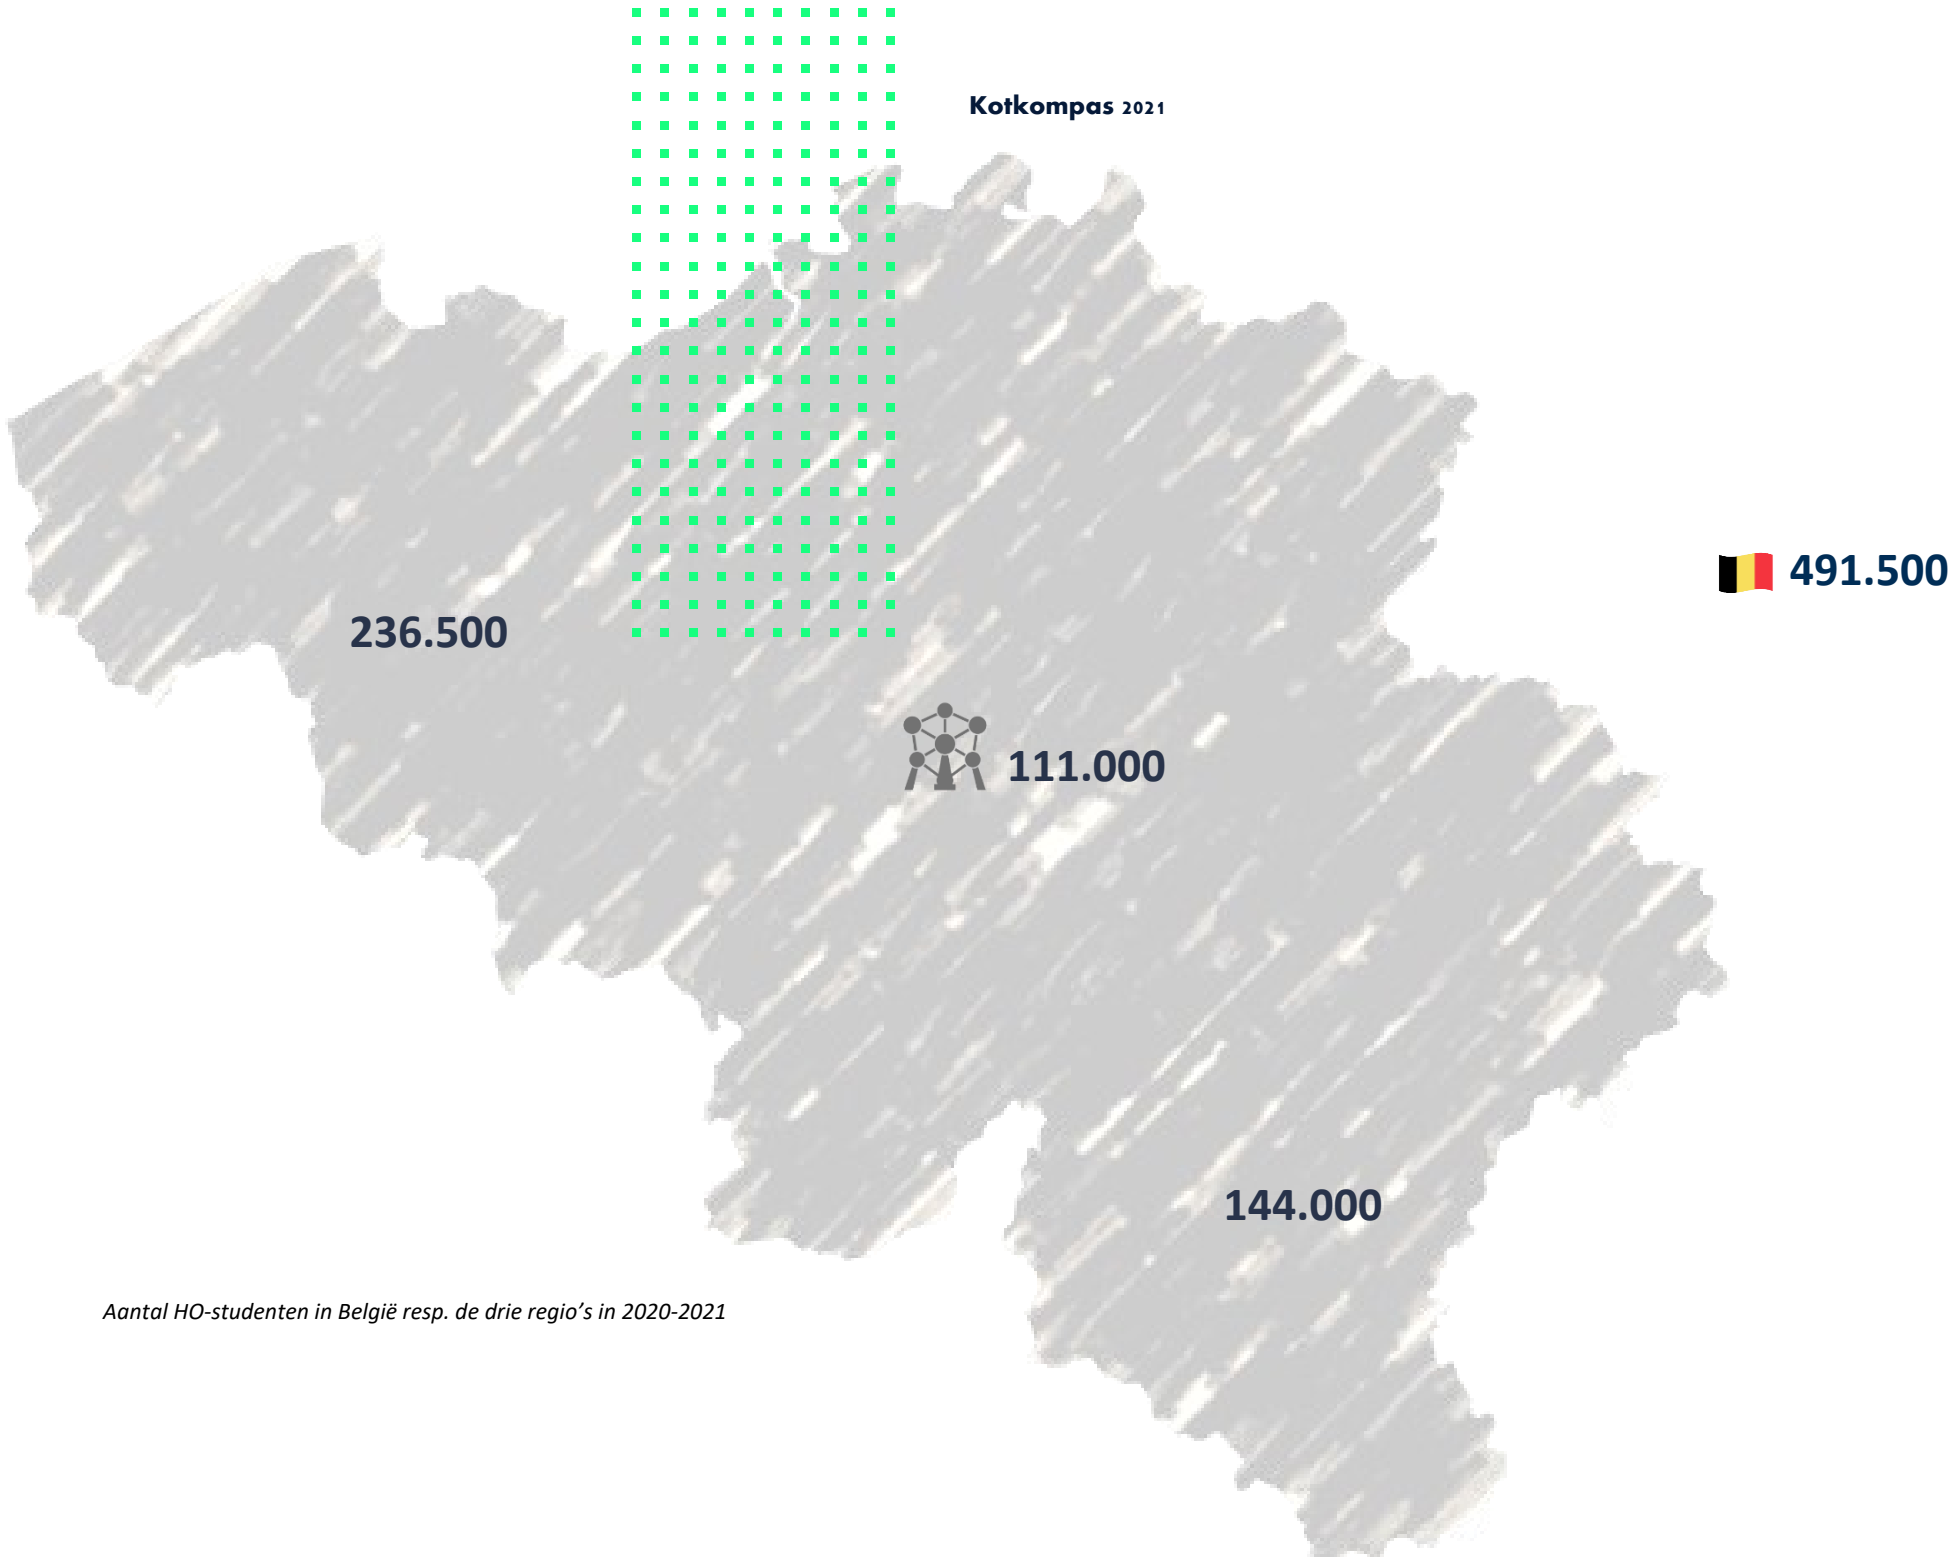 Kotkompas 2021
491.500
236.500
111.000
144.000
Aantal HO-studenten in België resp. de drie regio's in 2020-2021